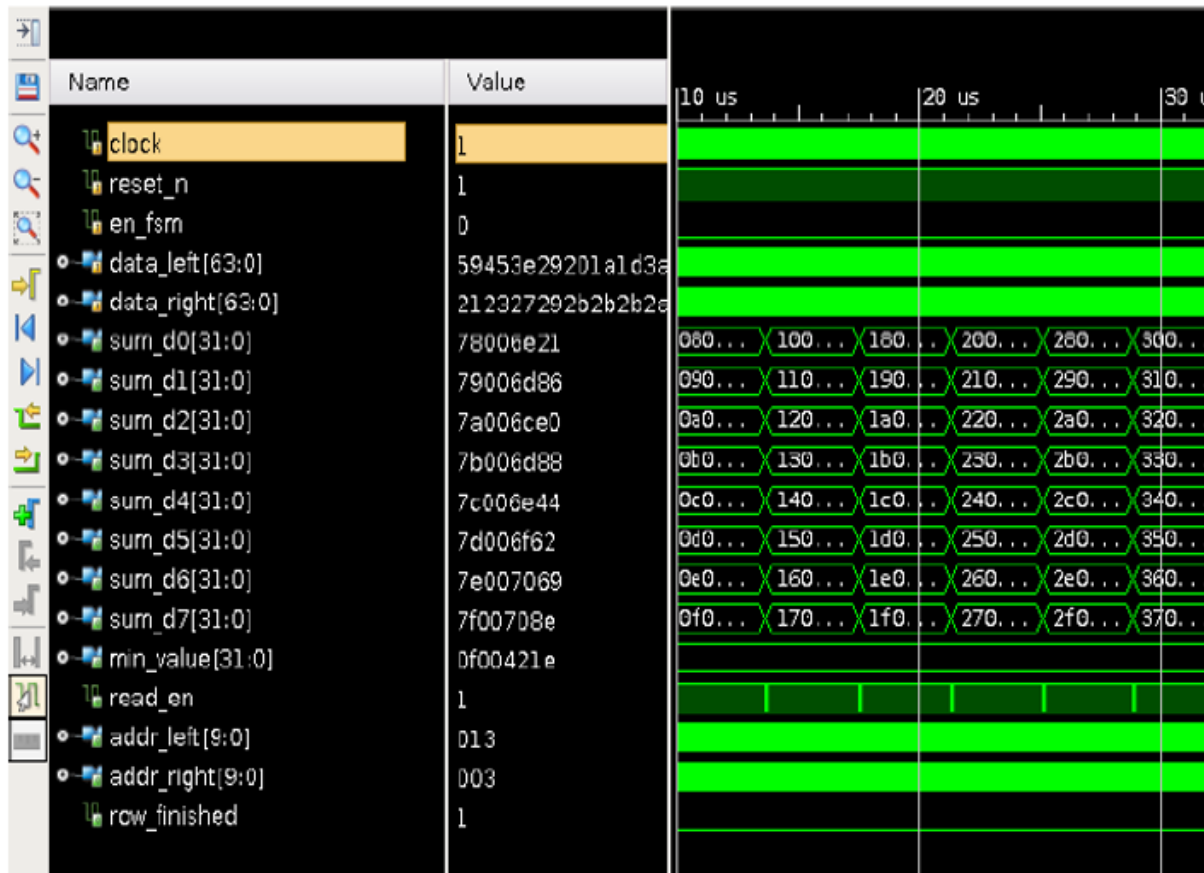 Name Value
10 us 20 us 30 u
clock 1
reset_n 1
en_fsm 0
data_left[63:0] 59453e29201a1d3a
data_right[63:0] 212327292b2b2b2a
sum_d0[31:0] 78006e21 080... 100... 180... 200... 280... 300...
sum_d1[31:0] 79006d86 090... 110... 190... 210... 290... 310...
sum_d2[31:0] 7a006ce0 0a0... 120... 1a0... 220... 2a0... 320...
sum_d3[31:0] 7b006d88 0b0... 130... 1b0... 230... 2b0... 330...
sum_d4[31:0] 7c006e44 0c0... 140... 1c0... 240... 2c0... 340...
sum_d5[31:0] 7d006f62 0d0... 150... 1d0... 250... 2d0... 350...
sum_d6[31:0] 7e007069 0e0... 160... 1e0... 260... 2e0... 360...
sum_d7[31:0] 7f00708e 0f0... 170... 1f0... 270... 2f0... 370...
min_value[31:0] 0f00421e
read_en 1
addr_left[9:0] 013
addr_right[9:0] 003
row_finished 1